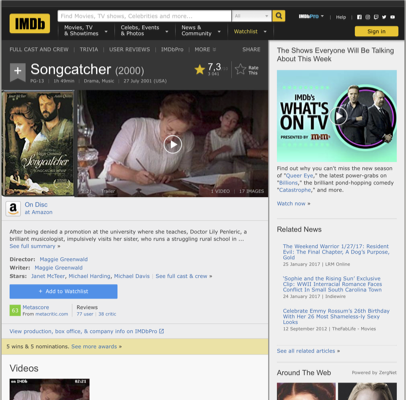 IMDb
Find Movies, TV shows, Celebrities and more...
All
Movies, TV & Showtimes
Celebs, Events & Photos
News & Community
Watchlist
IMDbPro
Help
Sign in
FULL CAST AND CREW | TRIVIA | USER REVIEWS | IMDbPro | MORE
SHARE
Songcatcher (2000)
PG-13 | 1h 49min | Drama, Music | 27 July 2001 (USA)
7,3
Rate This
Songcatcher
Trailer
1 VIDEO | 17 IMAGES
On Disc
at Amazon
After being denied a promotion at the university where she teaches, Doctor Lily Penleric, a
brilliant musicologist, impulsively visits her sister, who runs a struggling rural school in ...
See full summary »
Director: Maggie Greenwald
Writer: Maggie Greenwald
Stars: Janet McTeer, Michael Harding, Michael Davis | See full cast & crew »
+ Add to Watchlist
63
Metascore
From metacritic.com
Reviews
77 user | 36 critic
View production, box office, & company info on IMDbPro
5 wins & 5 nominations. See more awards »
Videos
on IMDb
02:21
The Shows Everyone Will Be Talking
About This Week
IMDb's
WHAT'S
ON TV
PRESENTED BY
Find out why you can't miss the new season
of "Queer Eye," the latest power-grabs on
"Billions," the brilliant pond-hopping comedy
"Catastrophe," and more.
Watch now »
Related News
The Weekend Warrior 1/27/17: Resident
Evil: The Final Chapter, A Dog's Purpose,
Gold
25 January 2017 | LRM Online
'Sophie and the Rising Sun' Exclusive
Clip: WWII Interracial Romance Faces
Conflict In Small South Carolina Town
24 January 2017 | Indiewire
Celebrate Emmy Rossum's 26th Birthday
With Her 26 Most Shameless-ly Sexy
Looks
12 September 2012 | TheFabLife - Movies
See all related articles »
Around The Web
Powered by ZergNet